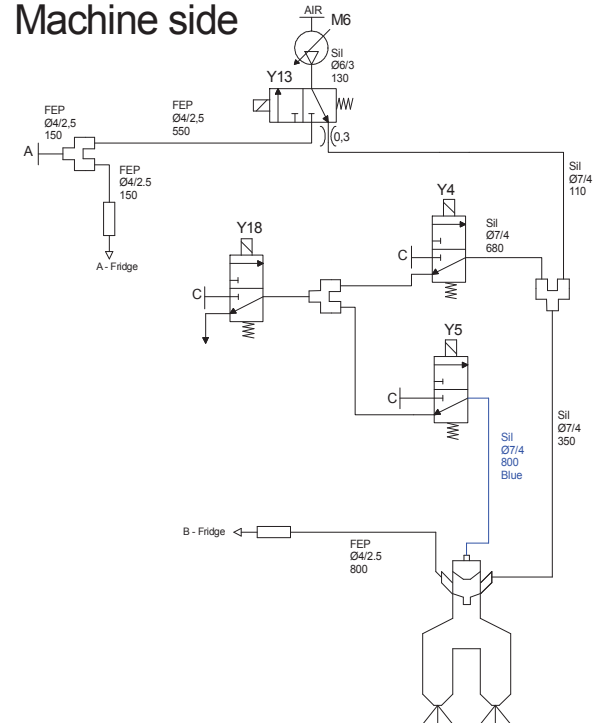 Machine side
AIR
M6
Sil
Ø6/3
130
Y13
FEP
Ø4/2,5
150
FEP
Ø4/2,5
550
0,3
A
FEP
Ø4/2.5
150
Sil
Ø7/4
110
A - Fridge
Y4
Sil
Ø7/4
680
Y18
C
C
Y5
C
Sil
Ø7/4
350
Sil
Ø7/4
800
Blue
B - Fridge
FEP
Ø4/2.5
800